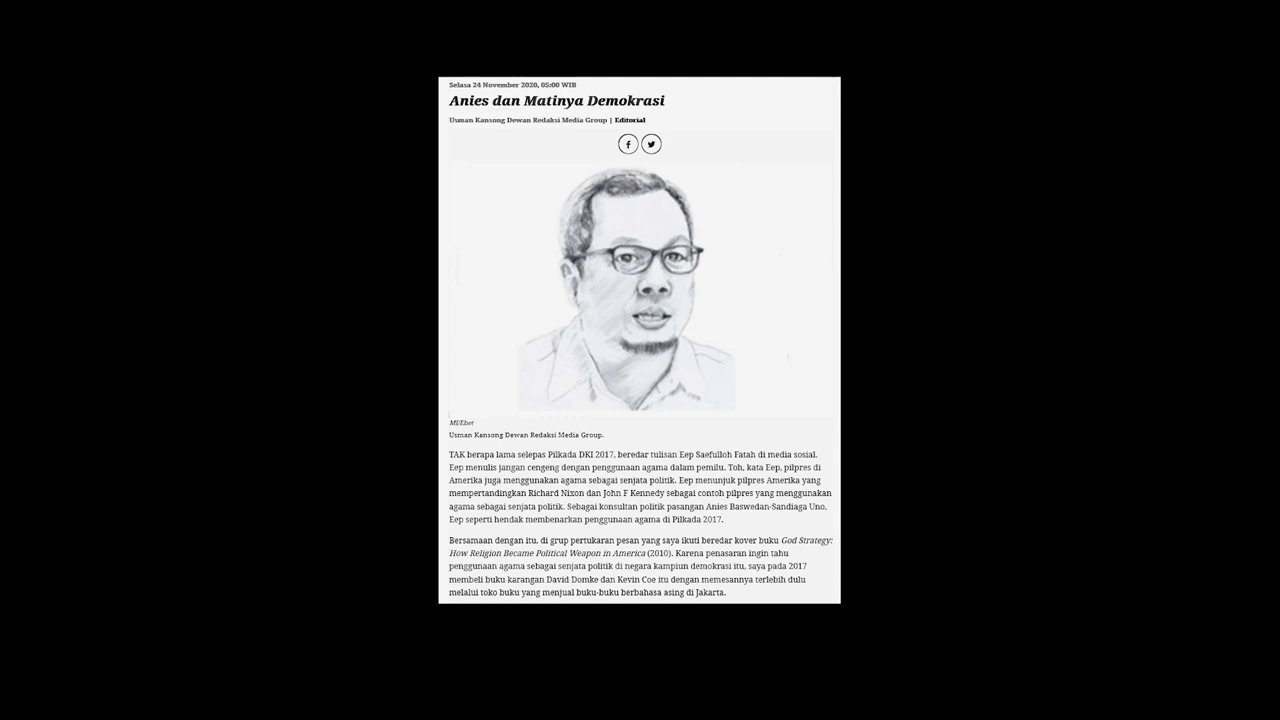 Selasa 24 November 2020, 05:00 WIB
Anies dan Matinya Demokrasi
Usman Kansong Dewan Redaksi Media Group | Editorial
MI/Ebet
Usman Kansong Dewan Redaksi Media Group.
TAK berapa lama selepas Pilkada DKI 2017, beredar tulisan Eep Saefulloh Fatah di media sosial.
Eep menulis jangan cengeng dengan penggunaan agama dalam pemilu. Toh, kata Eep, pilpres di
Amerika juga menggunakan agama sebagai senjata politik. Eep menunjuk pilpres Amerika yang
mempertandingkan Richard Nixon dan John F Kennedy sebagai contoh pilpres yang menggunakan
agama sebagai senjata politik. Sebagai konsultan politik pasangan Anies Baswedan-Sandiaga Uno,
Eep seperti hendak membenarkan penggunaan agama di Pilkada 2017.
Bersamaan dengan itu, di grup pertukaran pesan yang saya ikuti beredar kover buku God Strategy:
How Religion Became Political Weapon in America (2010). Karena penasaran ingin tahu
penggunaan agama sebagai senjata politik di negara kampiun demokrasi itu, saya pada 2017
membeli buku karangan David Domke dan Kevin Coe itu dengan memesannya terlebih dulu
melalui toko buku yang menjual buku-buku berbahasa asing di Jakarta.